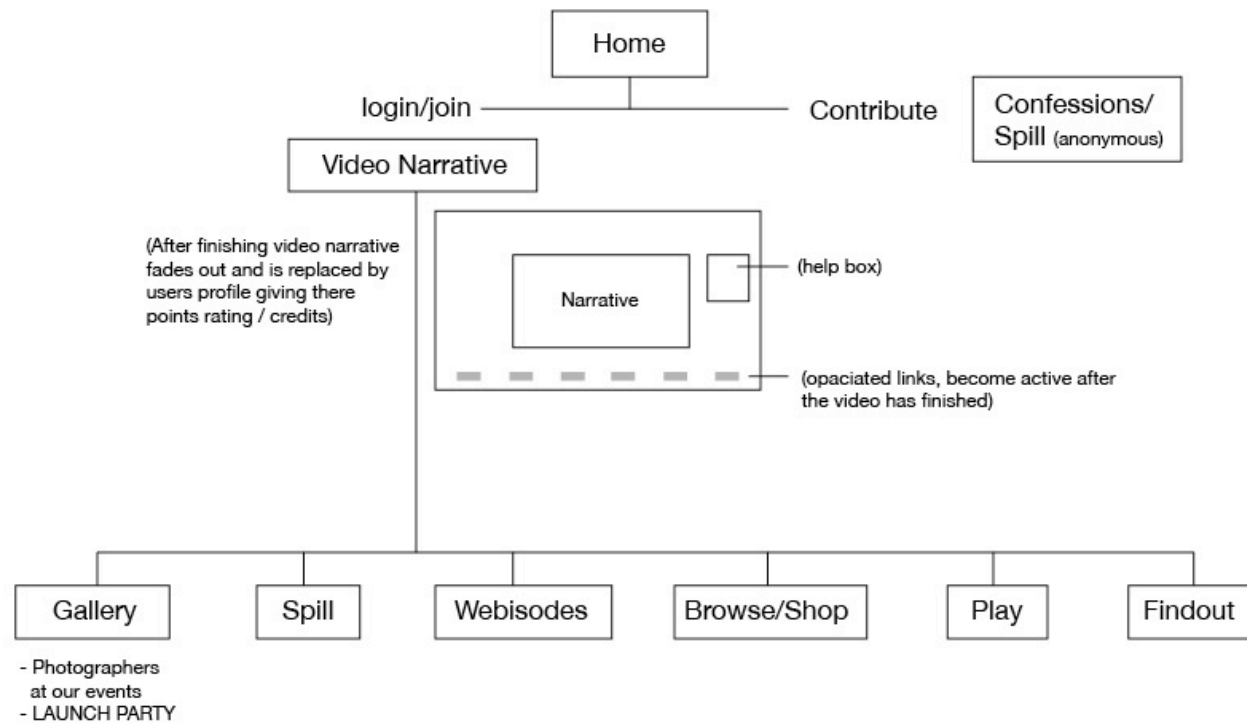 Home
login/join
Contribute
Confessions/
Spill (anonymous)
Video Narrative
(After finishing video narrative
fades out and is replaced by
users profile giving there
points rating / credits)
Narrative
(help box)
(opaciated links, become active after
the video has finished)
Gallery
Spill
Webisodes
Browse/Shop
Play
Findout
- Photographers
at our events
- LAUNCH PARTY